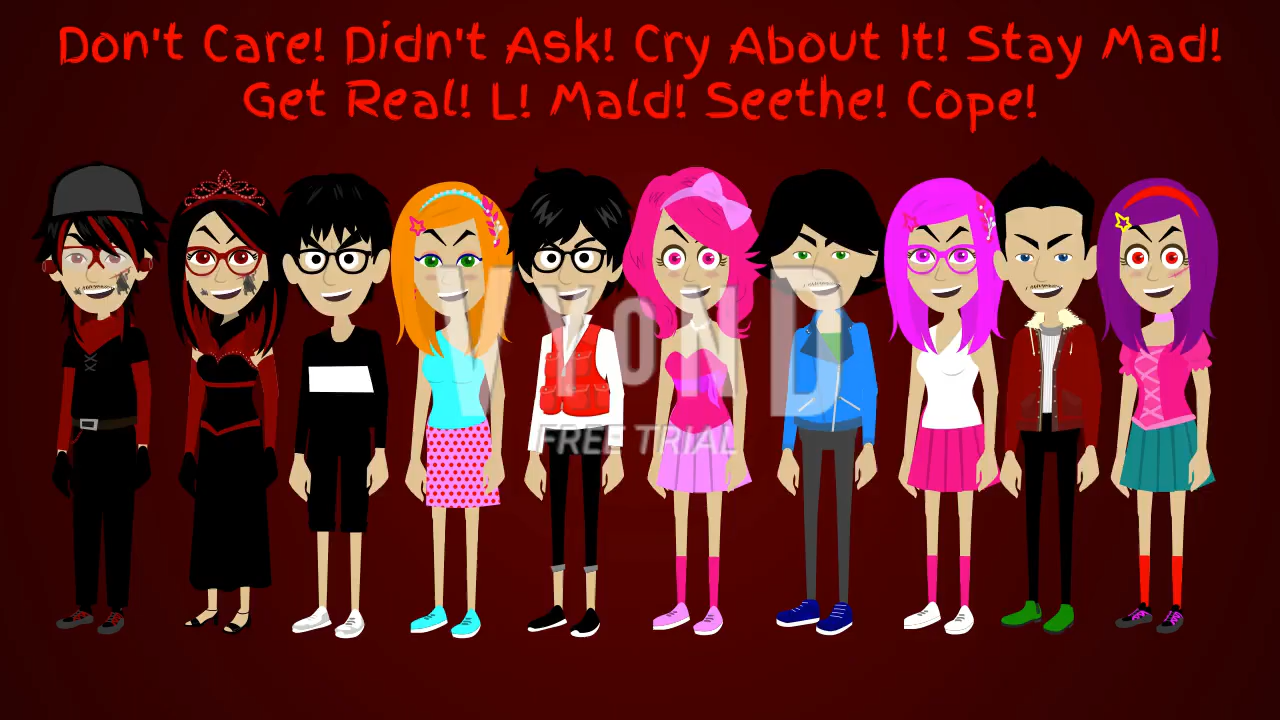 Don't Care! Didn't Ask! Cry About It! Stay Mad!
Get Real! L! Mald! Seethe! Cope!
VYOND
FREE TRIAL